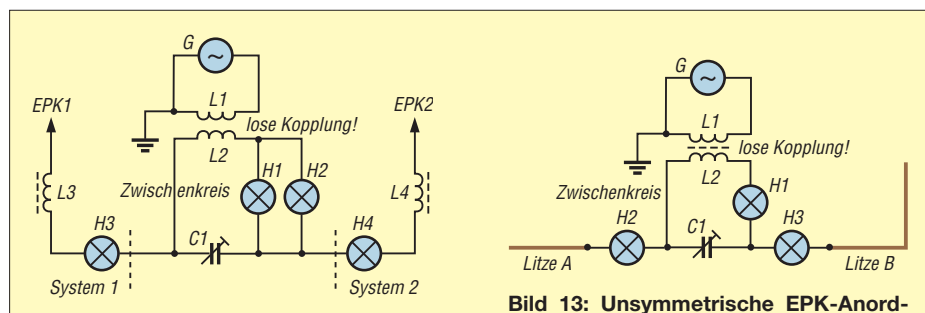 G
L1
EPK1
EPK2
lose Kopplung!
L2
H1
H2
L3
Zwischenkreis
L4
H3
C1
H4
System 1
System 2
G
L1
lose Kopplung!
L2
Zwischenkreis
H1
H2
C1
H3
Litze A
Litze B
Bild 13: Unsymmetrische EPK-Anord-